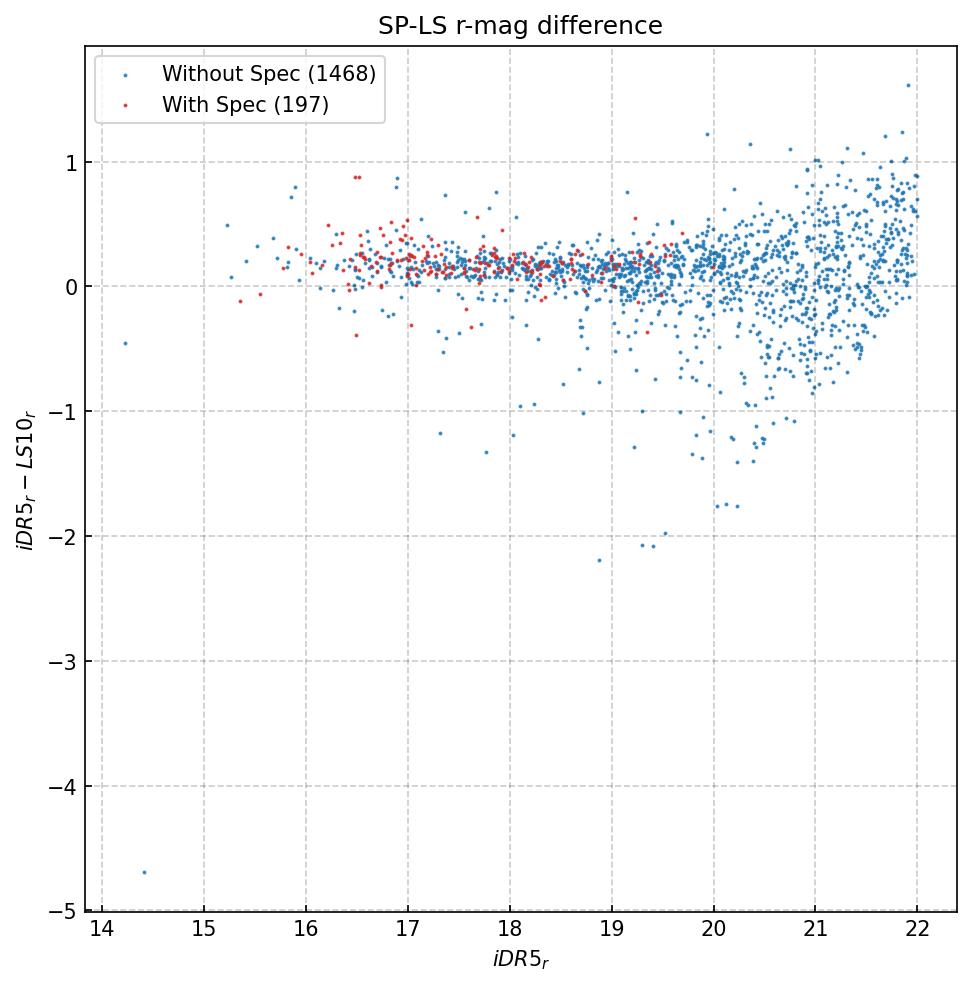 SP-LS r-mag difference
Without Spec (1468)
With Spec (197)
1
0
−1
−2
−3
−4
−5
iDR5r − LS10r
14 15 16 17 18 19 20 21 22
iDR5r